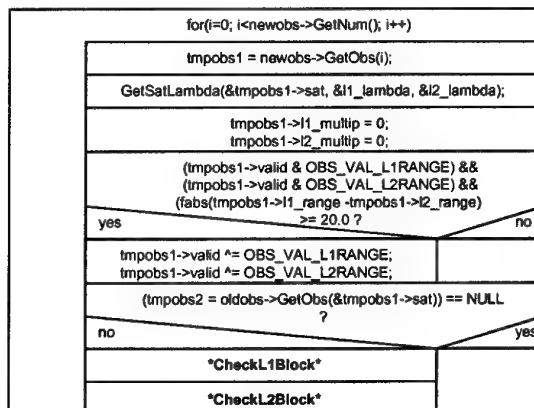 for(i=0; i<newobs->GetNum(); i++)
tmpobs1 = newobs->GetObs(i);
GetSatLambda(&tmpobs1->sat, &l1_lambda, &l2_lambda);
tmpobs1->l1_multip = 0;
tmpobs1->l2_multip = 0;
(tmpobs1->valid & OBS_VAL_L1RANGE) &&
(tmpobs1->valid & OBS_VAL_L2RANGE) &&
(fabs(tmpobs1->l1_range -tmpobs1->l2_range)
>= 20.0 ?
yes
no
tmpobs1->valid ^= OBS_VAL_L1RANGE;
tmpobs1->valid ^= OBS_VAL_L2RANGE;
(tmpobs2 = oldobs->GetObs(&tmpobs1->sat)) == NULL
?
no
yes
*CheckL1Block*
*CheckL2Block*